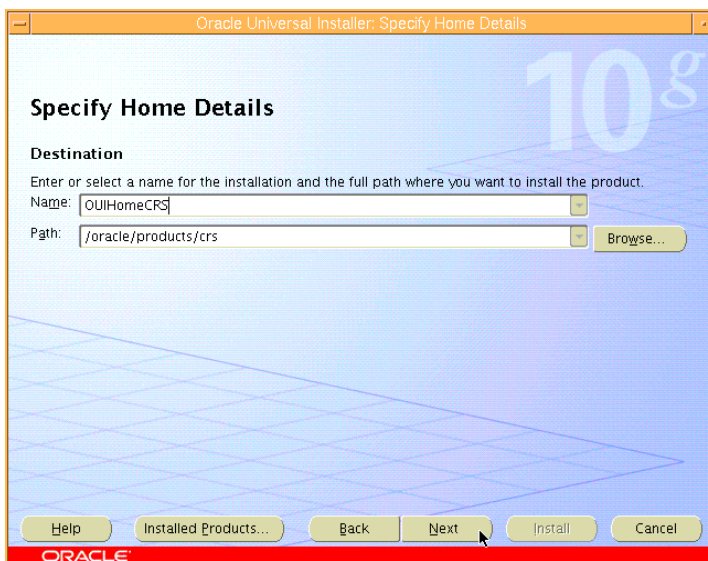 Oracle Universal Installer: Specify Home Details
10g
Specify Home Details
Destination
Enter or select a name for the installation and the full path where you want to install the product.
Name: OUIHomeCRS
Path: /oracle/products/crs Browse...
Help Installed Products... Back Next Install Cancel
ORACLE